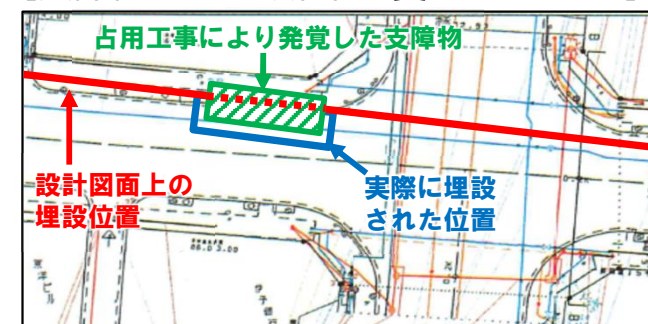 占用工事により発覚した支障物
設計図面上の
埋設位置
実際に埋設
された位置